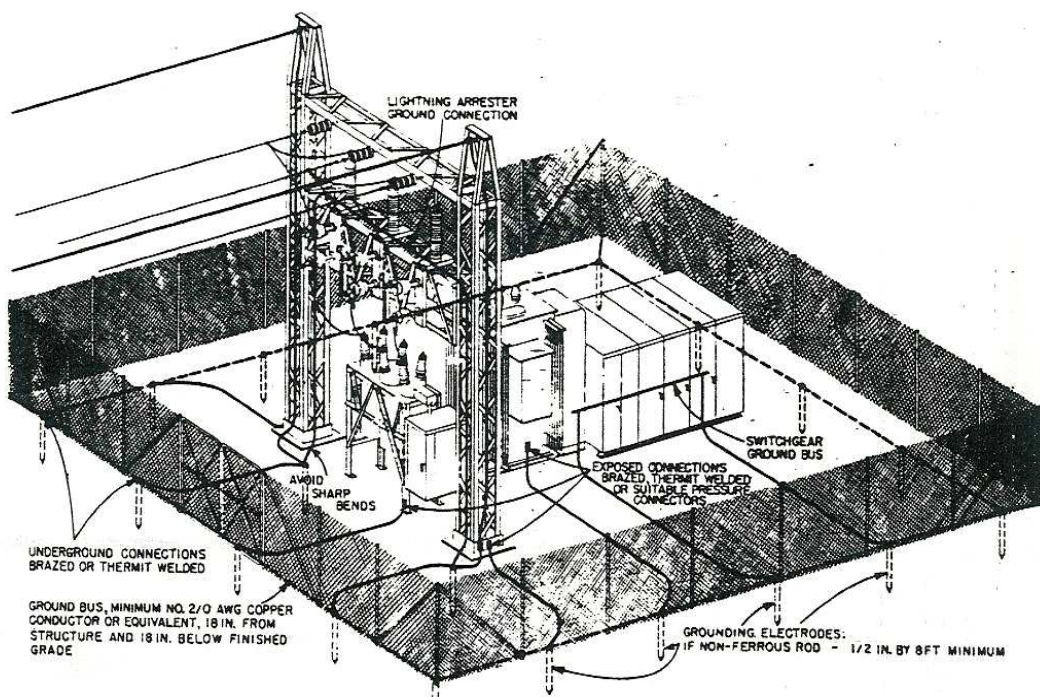 LIGHTNING ARRESTER
GROUND CONNECTION
SWITCHGEAR
GROUND BUS
EXPOSED CONNECTIONS
BRAZED, THERMIT WELDED
OR SUITABLE PRESSURE
CONNECTORS
AVOID
SHARP
BENDS
UNDERGROUND CONNECTIONS
BRAZED OR THERMIT WELDED
GROUND BUS, MINIMUM NO. 2/0 AWG COPPER
CONDUCTOR OR EQUIVALENT, 18 IN. FROM
STRUCTURE AND 18 IN. BELOW FINISHED
GRADE
GROUNDING ELECTRODES:
IF NON-FERROUS ROD - 1/2 IN. BY 8FT MINIMUM